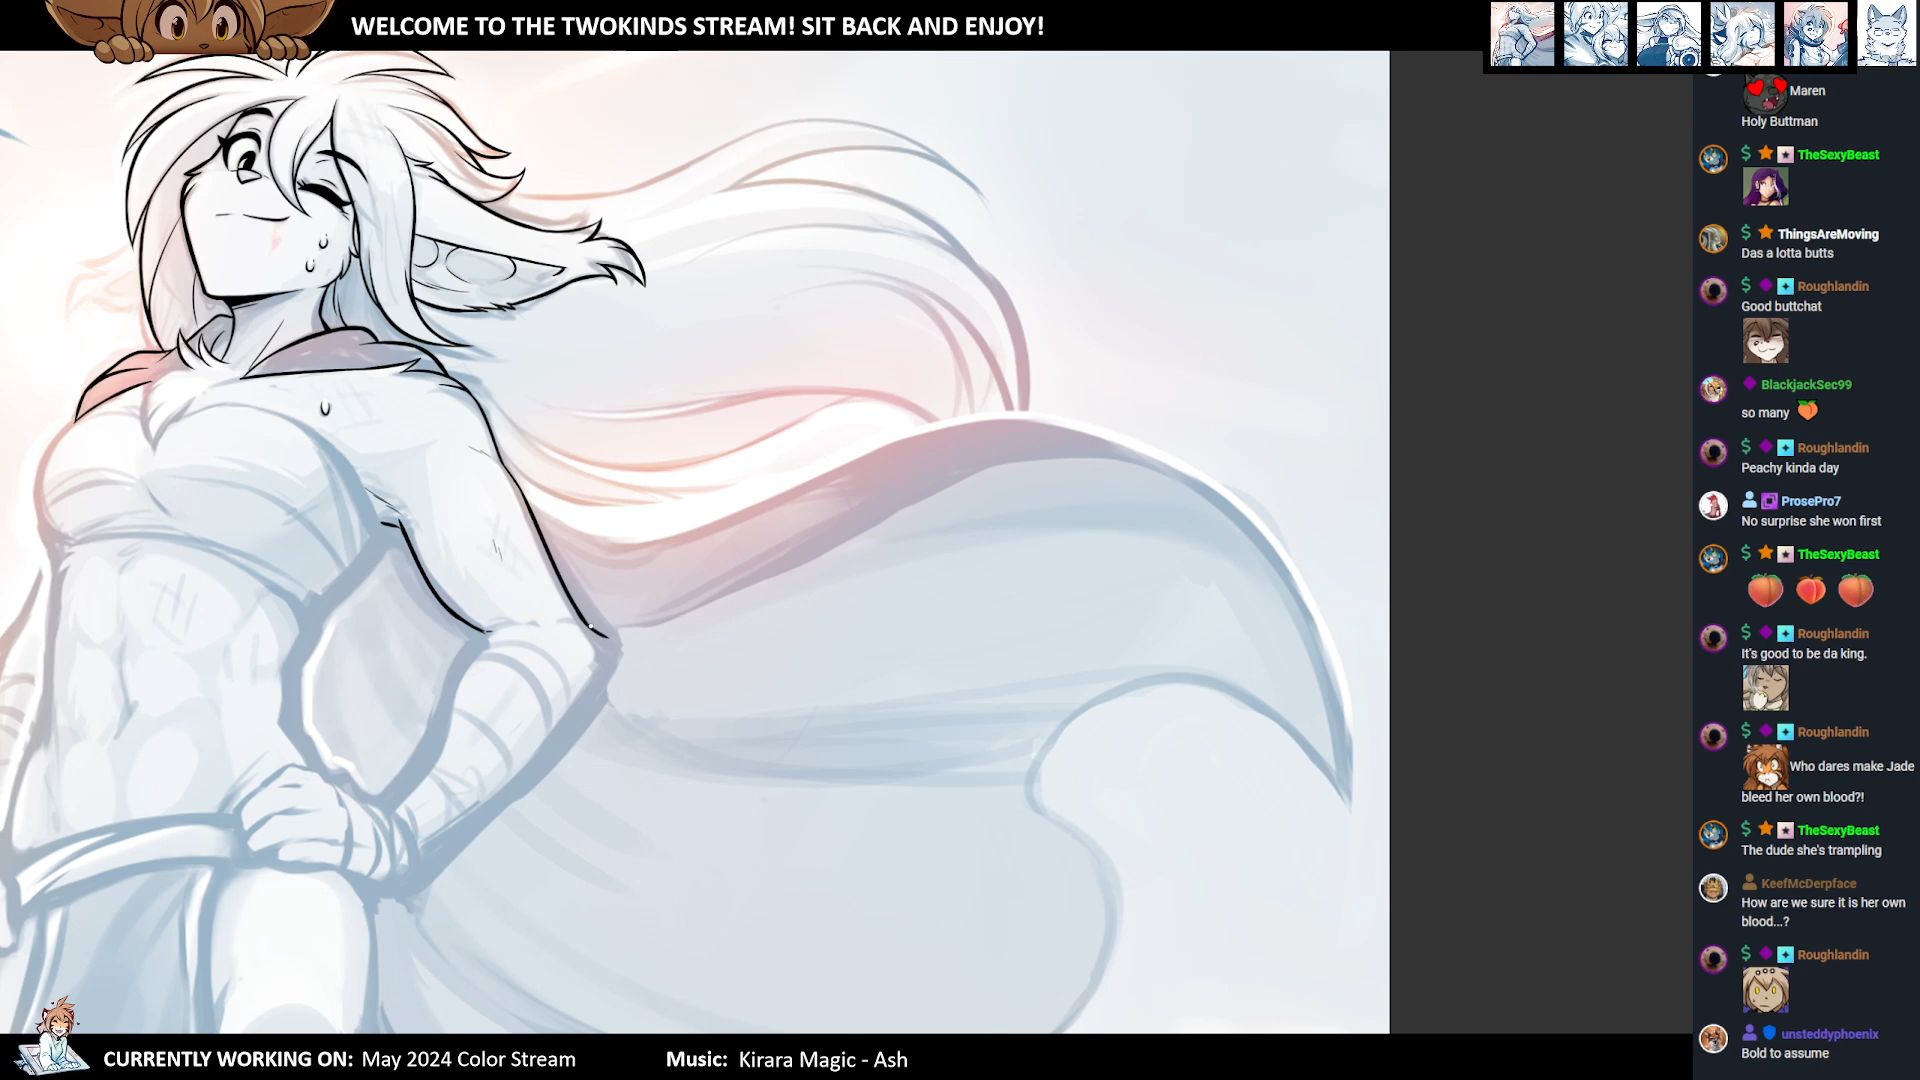 WELCOME TO THE TWOKINDS STREAM! SIT BACK AND ENJOY!
Maren
Holy Buttman
TheSexyBeast
ThingsAreMoving
Das a lotta butts
Roughlandin
Good buttchat
BlackjackSec99
so many
Roughlandin
Peachy kinda day
ProsePro7
No surprise she won first
TheSexyBeast
Roughlandin
It's good to be da king.
Roughlandin
Who dares make Jade
bleed her own blood?!
TheSexyBeast
The dude she's trampling
KeefMcDerpface
How are we sure it is her own
blood...?
Roughlandin
unsteddyphoenix
Bold to assume
CURRENTLY WORKING ON: May 2024 Color Stream
Music: Kirara Magic - Ash